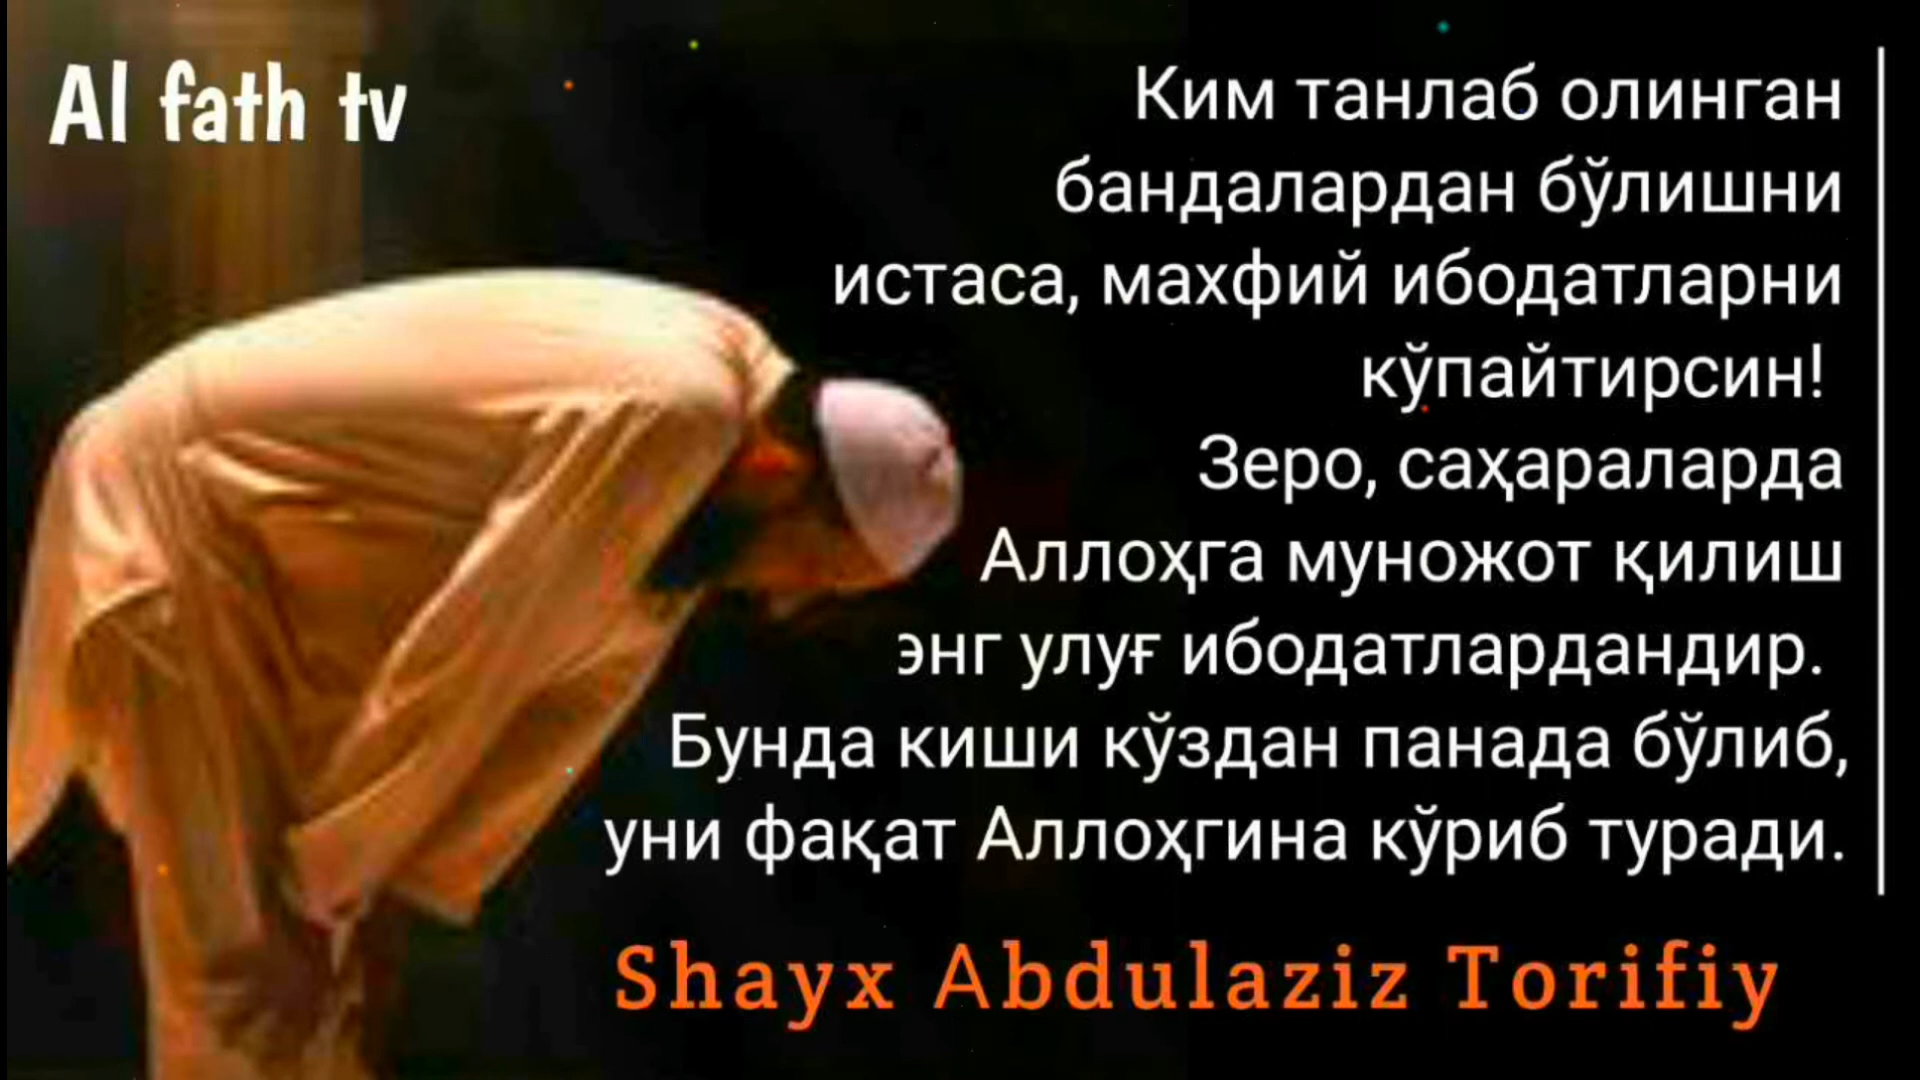 Al fath tv
Ким танлаб олинган
бандалардан бўлишни
истаса, махфий ибодатларни
кўпайтирсин!
Зеро, саҳараларда
Аллоҳга муножот қилиш
энг улуғ ибодатлардандир.
Бунда киши кўздан панада бўлиб,
уни фақат Аллоҳгина кўриб туради.
Shayx Abdulaziz Torifiy